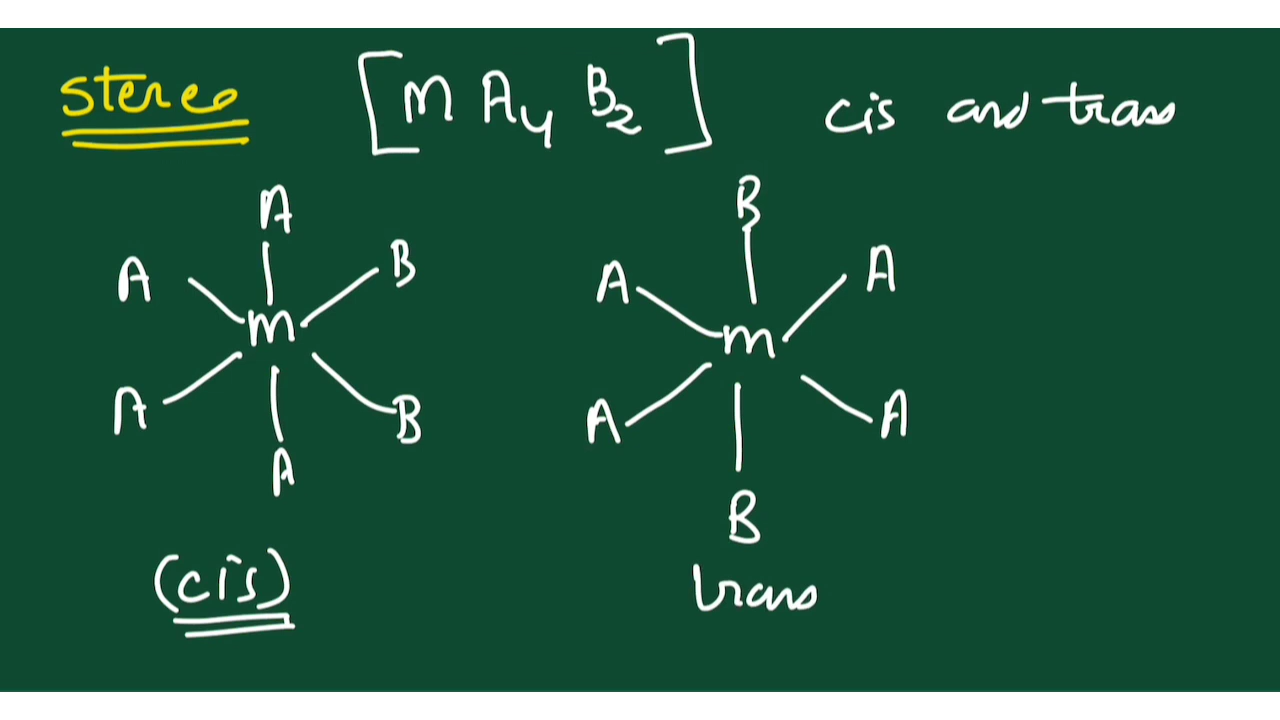 stereo [M A4 B2] cis and trans
A B
A B A A
M M
A B A A
A B
(cis) trans